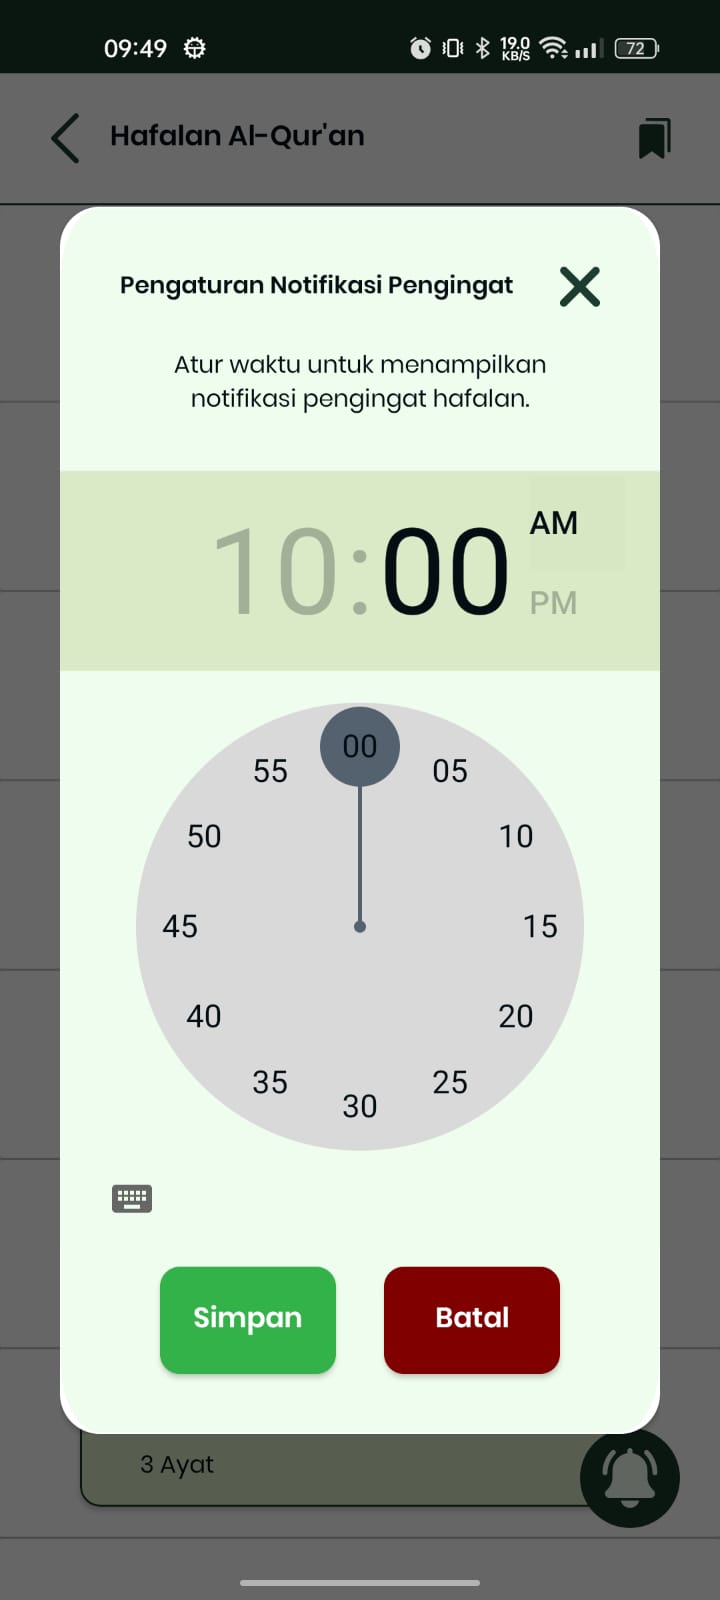 09:49
19.0
KB/S
72
Hafalan Al-Qur'an
Pengaturan Notifikasi Pengingat
Atur waktu untuk menampilkan
notifikasi pengingat hafalan.
10:00
AM
PM
00
05
10
15
20
25
30
35
40
45
50
55
Simpan
Batal
3 Ayat